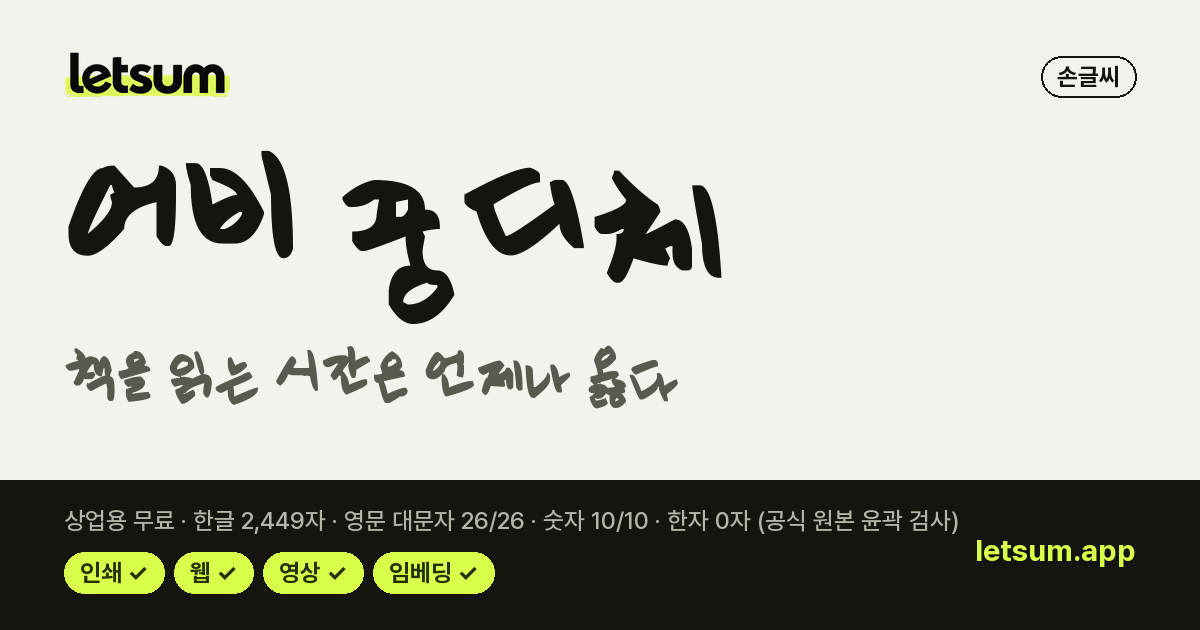 letsum
손글씨
어비 꿍디체
책을 읽는 시간은 언제나 옳다
상업용 무료 · 한글 2,449자 · 영문 대문자 26/26 · 숫자 10/10 · 한자 0자 (공식 원본 윤곽 검사)
인쇄 ✓ 웹 ✓ 영상 ✓ 임베딩 ✓
letsum.app